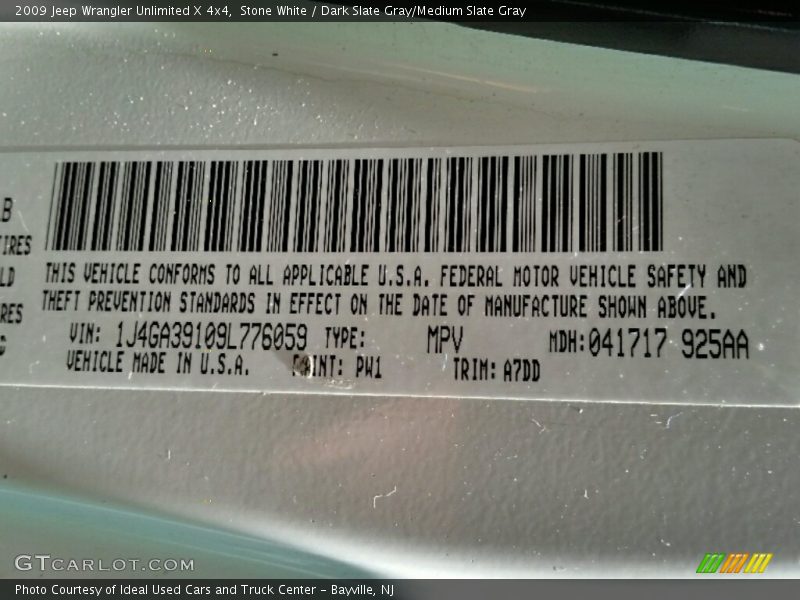 2009 Jeep Wrangler Unlimited X 4x4, Stone White / Dark Slate Gray/Medium Slate Gray
B
IRES
LD
RES
THIS VEHICLE CONFORMS TO ALL APPLICABLE U.S.A. FEDERAL MOTOR VEHICLE SAFETY AND
THEFT PREVENTION STANDARDS IN EFFECT ON THE DATE OF MANUFACTURE SHOWN ABOVE.
VIN: 1J4GA39109L776059 TYPE: MPV MDH:041717 925AA
VEHICLE MADE IN U.S.A. PAINT: PW1 TRIM: A7DD
GTCARLOT.COM
Photo Courtesy of Ideal Used Cars and Truck Center – Bayville, NJ